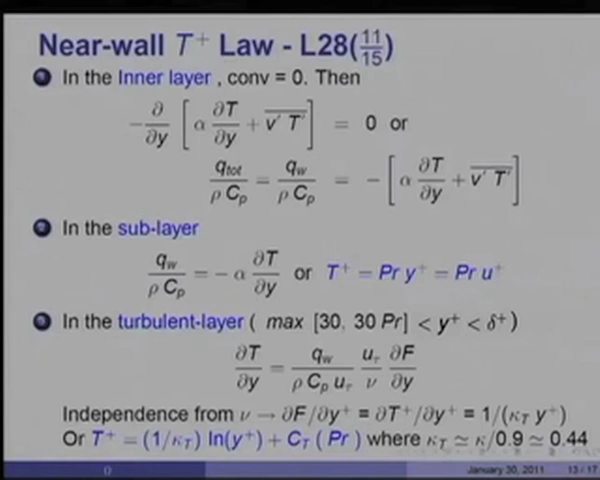 Near-wall T⁺ Law - L28(11/15)
In the Inner layer , conv = 0. Then
-∂/∂y [α ∂T/∂y + v′ T′] = 0 or
q_tot/(ρ C_p) = q_w/(ρ C_p) = - [α ∂T/∂y + v′ T′]
In the sub-layer
q_w/(ρ C_p) = - α ∂T/∂y or T⁺ = Pr y⁺ = Pr u⁺
In the turbulent-layer ( max [30, 30 Pr] < y⁺ < δ⁺ )
∂T/∂y = q_w/(ρ C_p u_τ) u_τ/ν ∂F/∂y
Independence from ν → ∂F/∂y⁺ = ∂T⁺/∂y⁺ = 1/(κ_T y⁺)
Or T⁺ = (1/κ_T) ln(y⁺) + C_T ( Pr ) where κ_T ≃ κ/0.9 ≃ 0.44
()
January 30, 2011 13 / 17